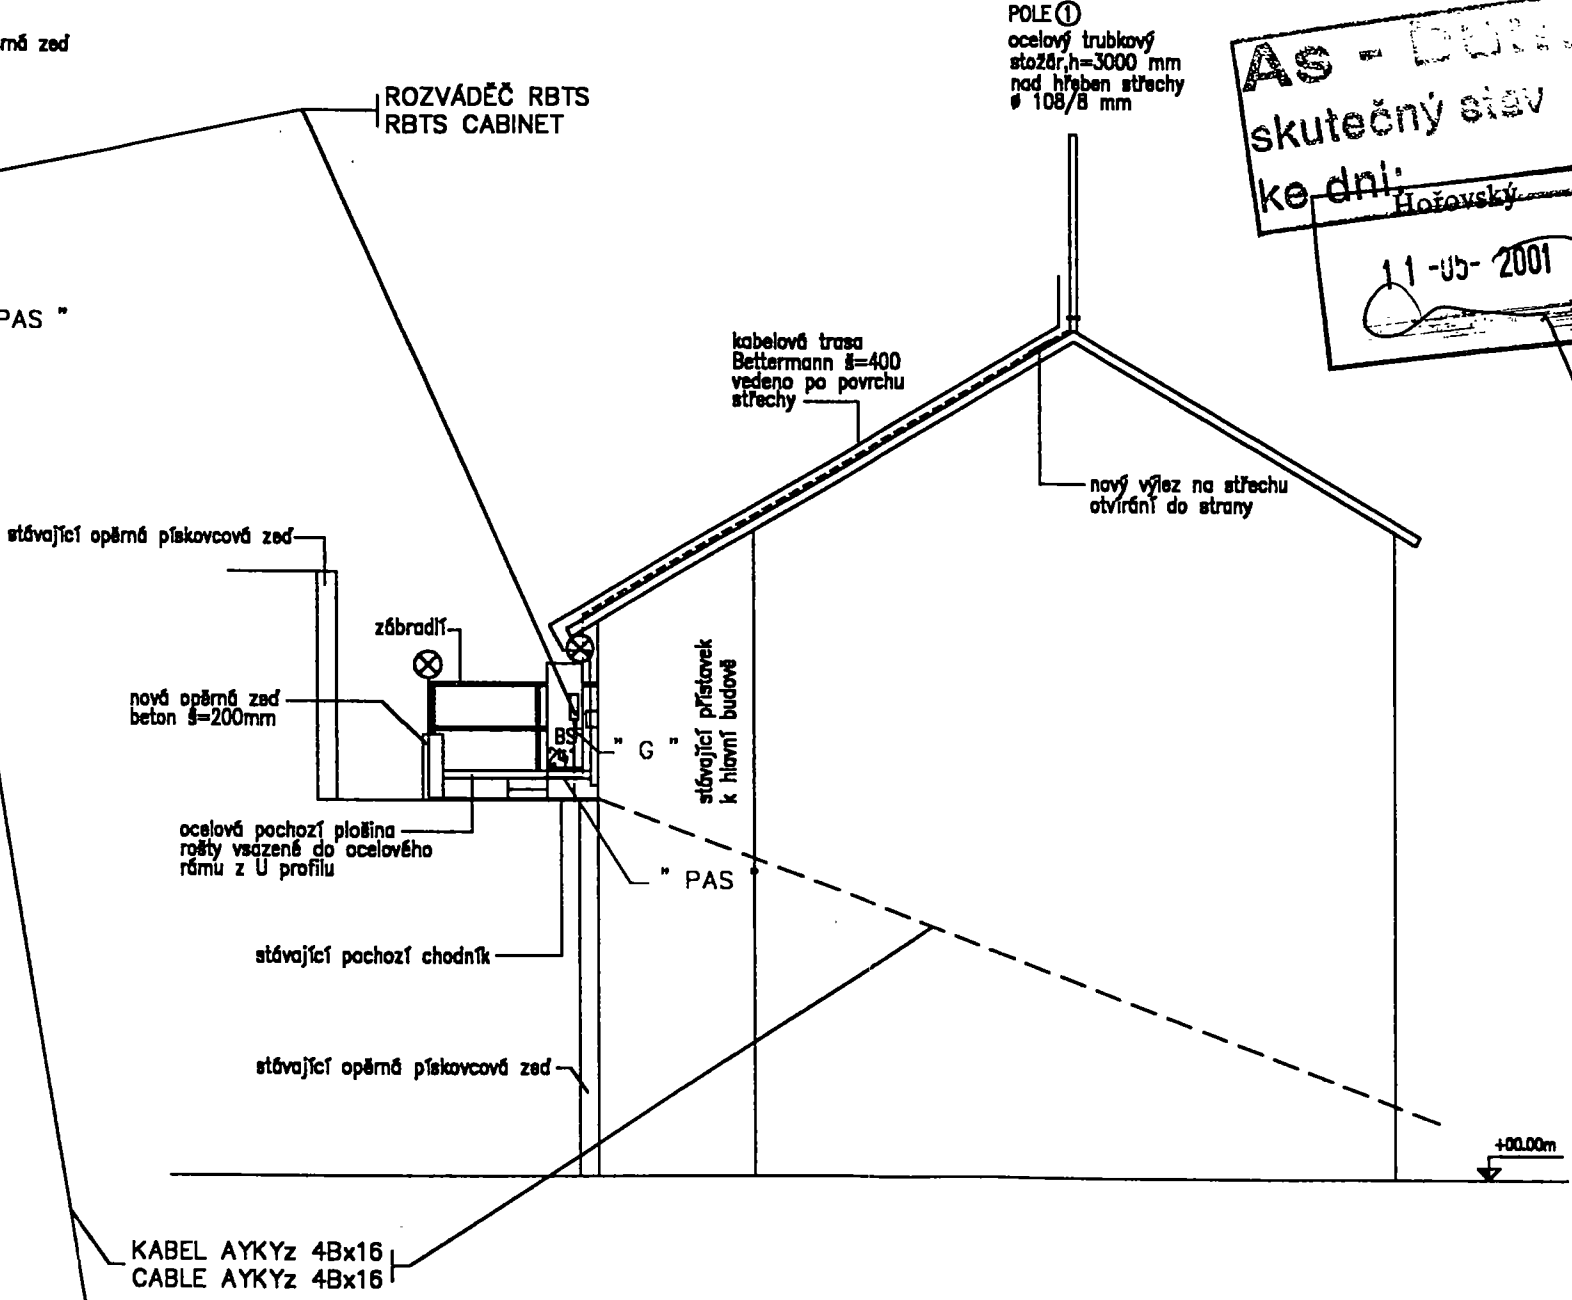 zeď
POLE 1
ocelový trubkový
stožár,h=3000 mm
nad hřeben střechy
ø 108/8 mm
As -
skutečný stav
ke dni:
Hořovský
11 -05- 2001
ROZVÁDĚČ RBTS
RBTS CABINET
PAS "
kabelová trasa
Bettermann š=400
vedeno po povrchu
střechy
nový výlez na střechu
otvírání do strany
stávající opěrná pískovcová zeď
zábradlí
nová opěrná zeď
beton š=200mm
BS
241
" G "
stávající přístavek
k hlavní budově
ocelová pochozí plošina
rošty vsazené do ocelového
rámu z U profilu
" PAS "
stávající pochozí chodník
stávající opěrná pískovcová zeď
+00.00m
KABEL AYKYz 4Bx16
CABLE AYKYz 4Bx16